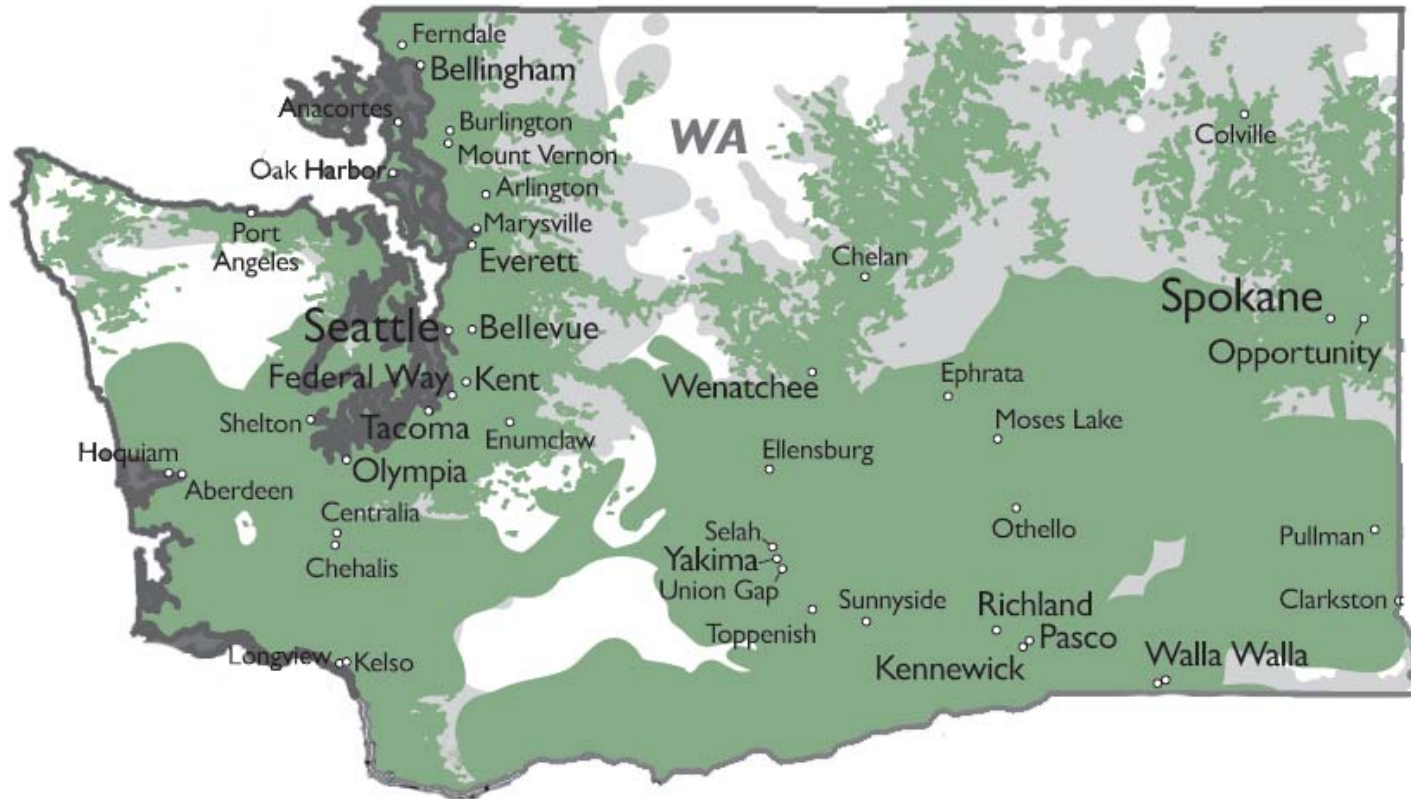 Ferndale
Bellingham
Anacortes
Burlington
WA
Colville
Mount Vernon
Oak Harbor
Arlington
Marysville
Port
Angeles
Everett
Chelan
Spokane
Seattle
Bellevue
Opportunity
Federal Way
Kent
Wenatchee
Ephrata
Shelton
Tacoma
Enumclaw
Moses Lake
Hoquiam
Olympia
Ellensburg
Aberdeen
Centralia
Othello
Selah
Pullman
Chehalis
Yakima
Union Gap
Sunnyside
Richland
Clarkston
Toppenish
Pasco
Longview
Kelso
Kennewick
Walla Walla